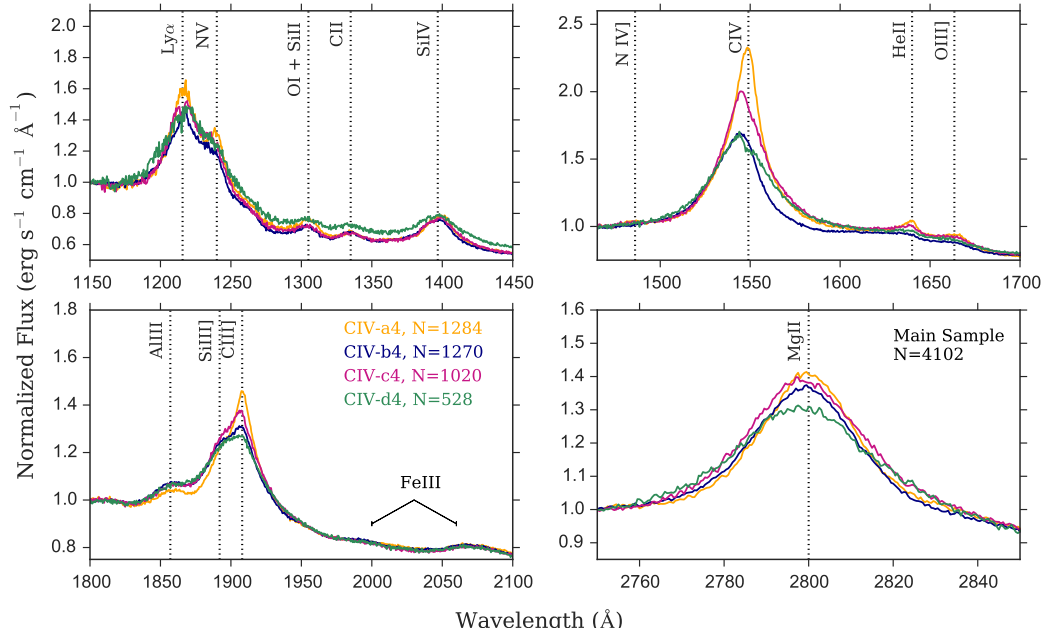 Normalized Flux (erg s⁻¹ cm⁻¹ Å⁻¹)
2.0
1.8
1.6
1.4
1.2
1.0
0.8
0.6
Lyα
NV
OI + SiII
CII
SiIV
1150 1200 1250 1300 1350 1400 1450
2.5
2.0
1.5
1.0
N IV]
CIV
HeII
OIII]
1500 1550 1600 1650 1700
1.8
1.6
1.4
1.2
1.0
0.8
AlIII
SiIII]
CIII]
CIV-a4, N=1284
CIV-b4, N=1270
CIV-c4, N=1020
CIV-d4, N=528
FeIII
1800 1850 1900 1950 2000 2050 2100
1.6
1.5
1.4
1.3
1.2
1.1
1.0
0.9
MgII
Main Sample
N=4102
2760 2780 2800 2820 2840
Wavelength (Å)